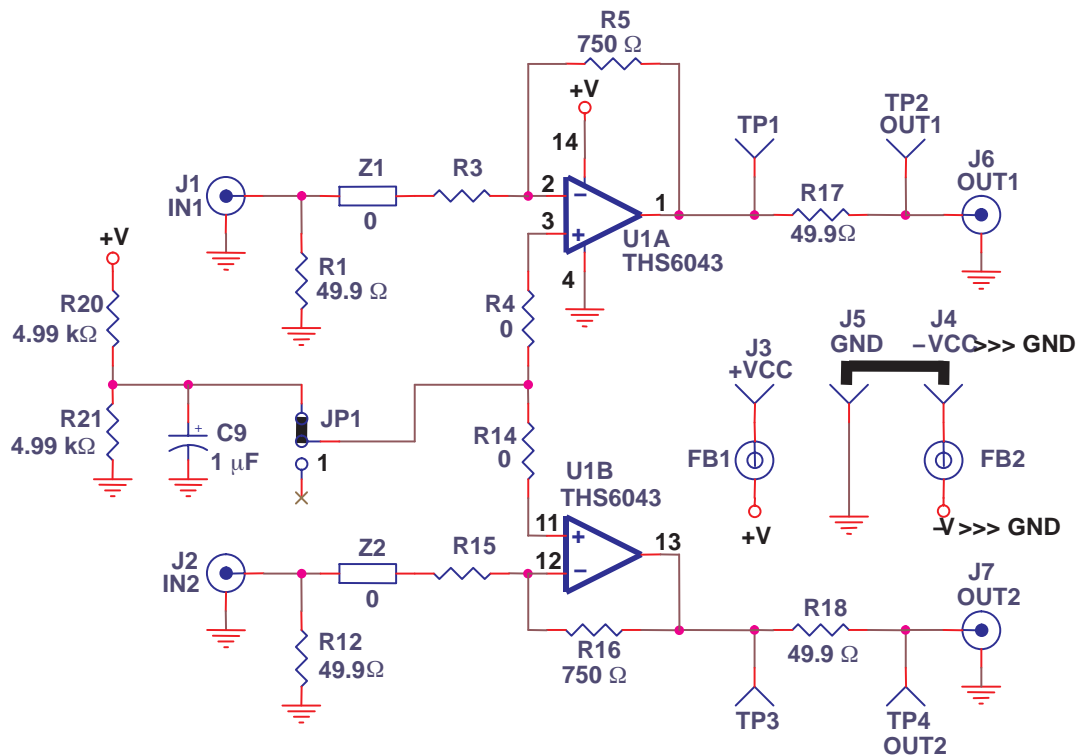 R5
750 Ω
+V
14
TP1
TP2
OUT1
J1
IN1
Z1
0
R3
2
3
1
−
+
U1A
THS6043
4
R17
49.9Ω
J6
OUT1
+V
R1
49.9 Ω
R20
4.99 kΩ
R4
0
J5
GND
J4
−VCC>>> GND
J3
+VCC
R21
4.99 kΩ
+
C9
1 μF
JP1
1
R14
0
FB1
FB2
U1B
THS6043
+V
−V>>> GND
11
12
13
+
−
J2
IN2
Z2
0
R15
J7
OUT2
R12
49.9Ω
R16
750 Ω
R18
49.9 Ω
TP3
TP4
OUT2